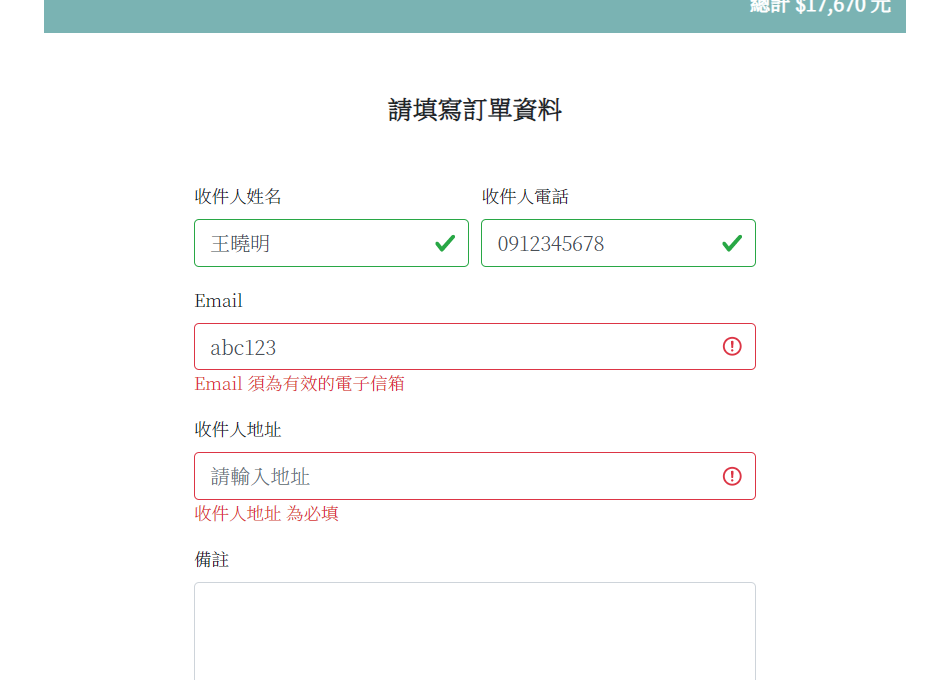 總計 $17,670 元
請填寫訂單資料
收件人姓名 收件人電話
王曉明 0912345678
Email
abc123
Email 須為有效的電子信箱
收件人地址
請輸入地址
收件人地址 為必填
備註